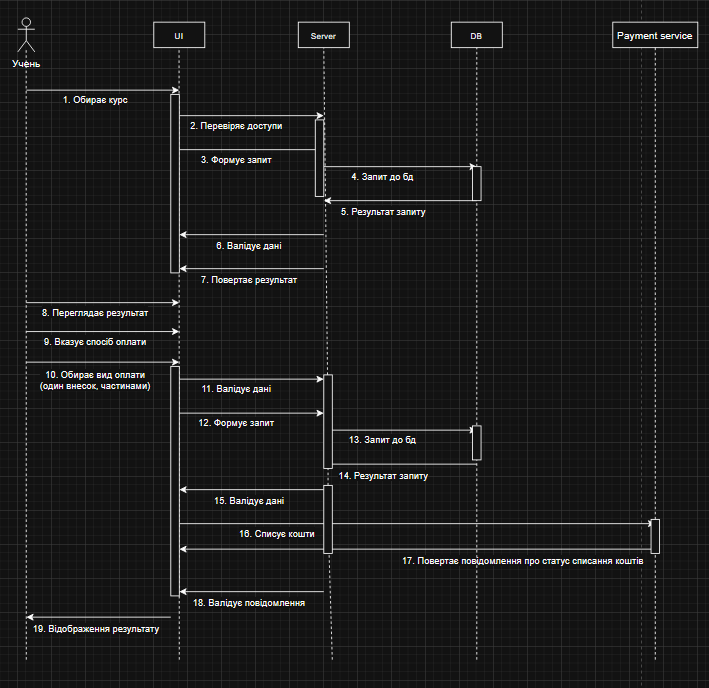 UI
Server
DB
Payment service
Учень
1. Обирає курс
2. Перевіряє доступи
3. Формує запит
4. Запит до бд
5. Результат запиту
6. Валідує дані
7. Повертає результат
8. Переглядає результат
9. Вказує спосіб оплати
10. Обирає вид оплати
(один внесок, частинами)
11. Валідує дані
12. Формує запит
13. Запит до бд
14. Результат запиту
15. Валідує дані
16. Списує кошти
17. Повертає повідомлення про статус списання коштів
18. Валідує повідомлення
19. Відображення результату